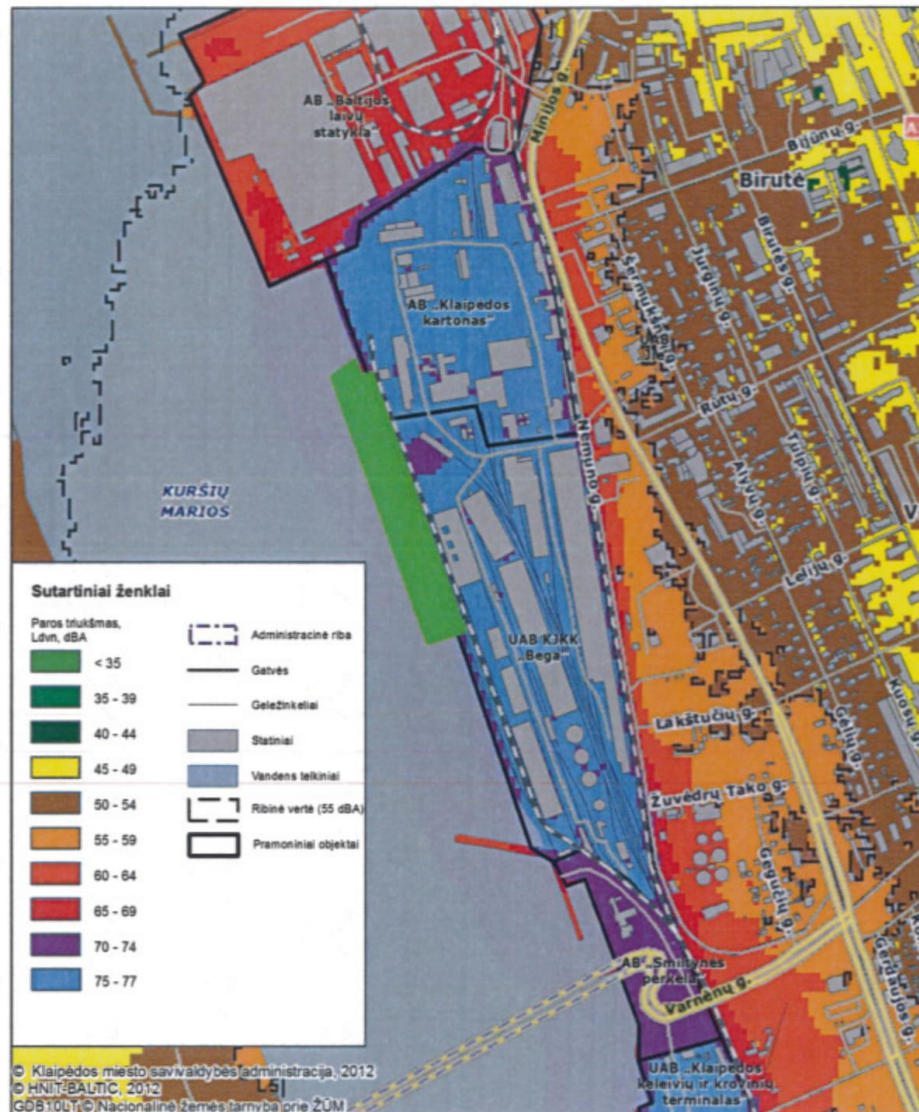 AB „Baltijos
laivų
statykla“
Minijos g.
Bijūnų g.
Birutė
Birutės g.
Jurginų g.
AB „Klaipėdos
kartonas“
UAB
Rūtų g.
Nemuno g.
Alyvų g.
Tulpių g.
KURŠIŲ
MARIOS
Lelijų g.
UAB KJKK
„Bega“
Lakštučių g.
Gėlių g.
Žuvėdrų Tako g.
Gegučių g.
AB „Smiltynės
perkėla“
Varnėnų g.
UAB „Klaipėdos
keleivių ir krovinių
terminalas
Sutartiniai ženklai
Paros triukšmas,
Ldvn, dBA
< 35
35 - 39
40 - 44
45 - 49
50 - 54
55 - 59
60 - 64
65 - 69
70 - 74
75 - 77
Administracinė riba
Gatvės
Geležinkeliai
Statiniai
Vandens telkiniai
Ribinė vertė (55 dBA)
Pramoniniai objektai
© Klaipėdos miesto savivaldybės administracija, 2012
© HNIT-BALTIC, 2012
GDB10LT © Nacionalinė žemės tarnyba prie ŽŪM